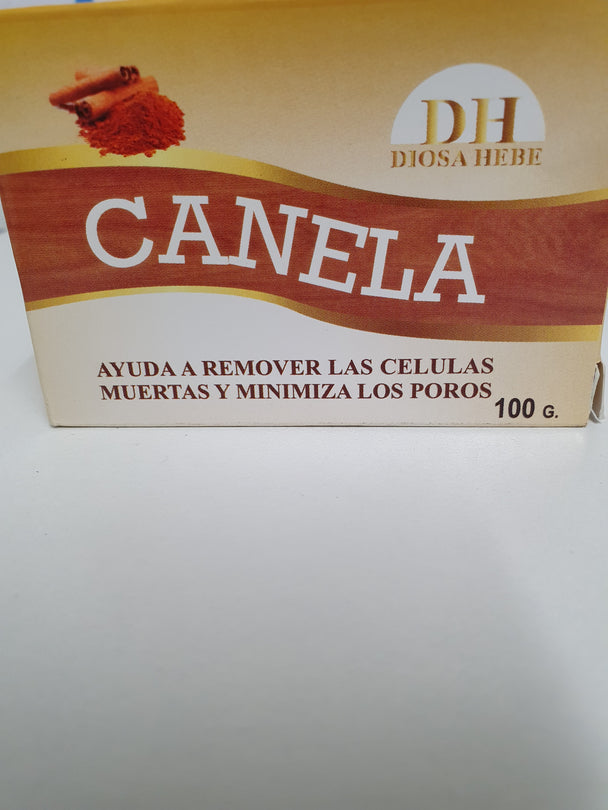 DH
DIOSA HEBE
CANELA
AYUDA A REMOVER LAS CELULAS
MUERTAS Y MINIMIZA LOS POROS
100 G.